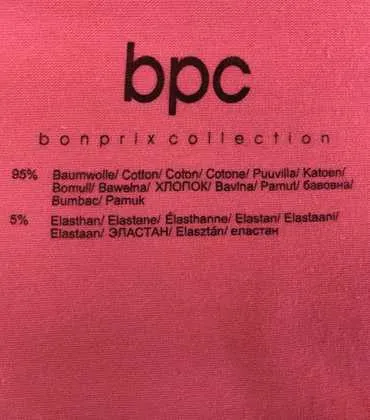 bpc
bonprix collection
95% Baumwolle/ Cotton/ Coton/ Cotone/ Puuvilla/ Katoen/
Bomull/ Bawełna/ ХЛОПОК/ Bavlna/ Pamut/ бавовна/
Bumbac/ Pamuk
5% Elasthan/ Elastane/ Élasthanne/ Elastan/ Elastaani/
Elastaan/ ЭЛАСТАН/ Elasztán/ еластан